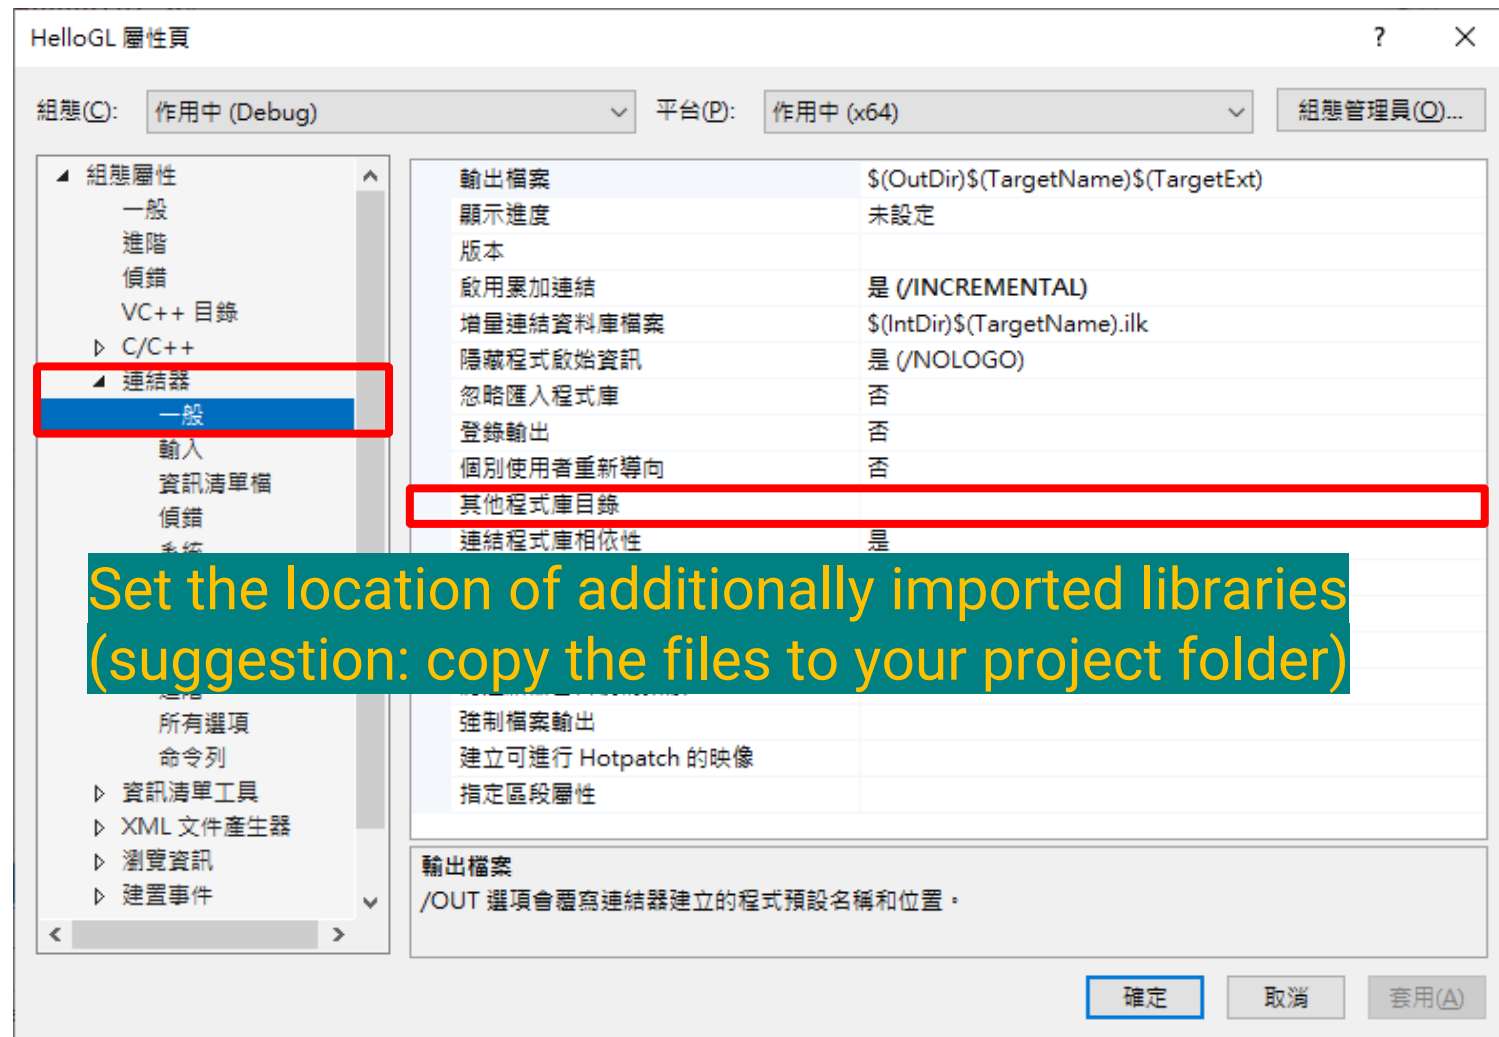 HelloGL 屬性頁
?
組態(C):
作用中 (Debug)
平台(P):
作用中 (x64)
組態管理員(O)...
組態屬性
一般
進階
偵錯
VC++ 目錄
C/C++
連結器
一般
輸入
資訊清單檔
偵錯
系統
所有選項
命令列
資訊清單工具
XML 文件產生器
瀏覽資訊
建置事件
輸出檔案 $(OutDir)$(TargetName)$(TargetExt)
顯示進度 未設定
版本
啟用累加連結 是 (/INCREMENTAL)
增量連結資料庫檔案 $(IntDir)$(TargetName).ilk
隱藏程式啟始資訊 是 (/NOLOGO)
忽略匯入程式庫 否
登錄輸出 否
個別使用者重新導向 否
其他程式庫目錄
連結程式庫相依性 是
Set the location of additionally imported libraries
(suggestion: copy the files to your project folder)
強制檔案輸出
建立可進行 Hotpatch 的映像
指定區段屬性
輸出檔案
/OUT 選項會覆寫連結器建立的程式預設名稱和位置。
確定
取消
套用(A)